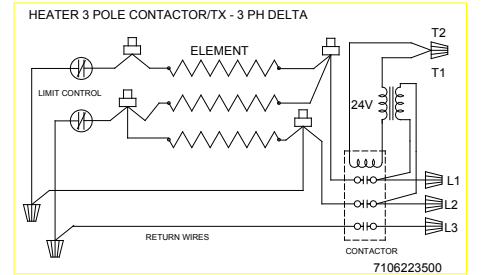 HEATER 3 POLE CONTACTOR/TX - 3 PH DELTA
T2
ELEMENT
T1
LIMIT CONTROL
24V
L1
L2
L3
RETURN WIRES
CONTACTOR
7106223500